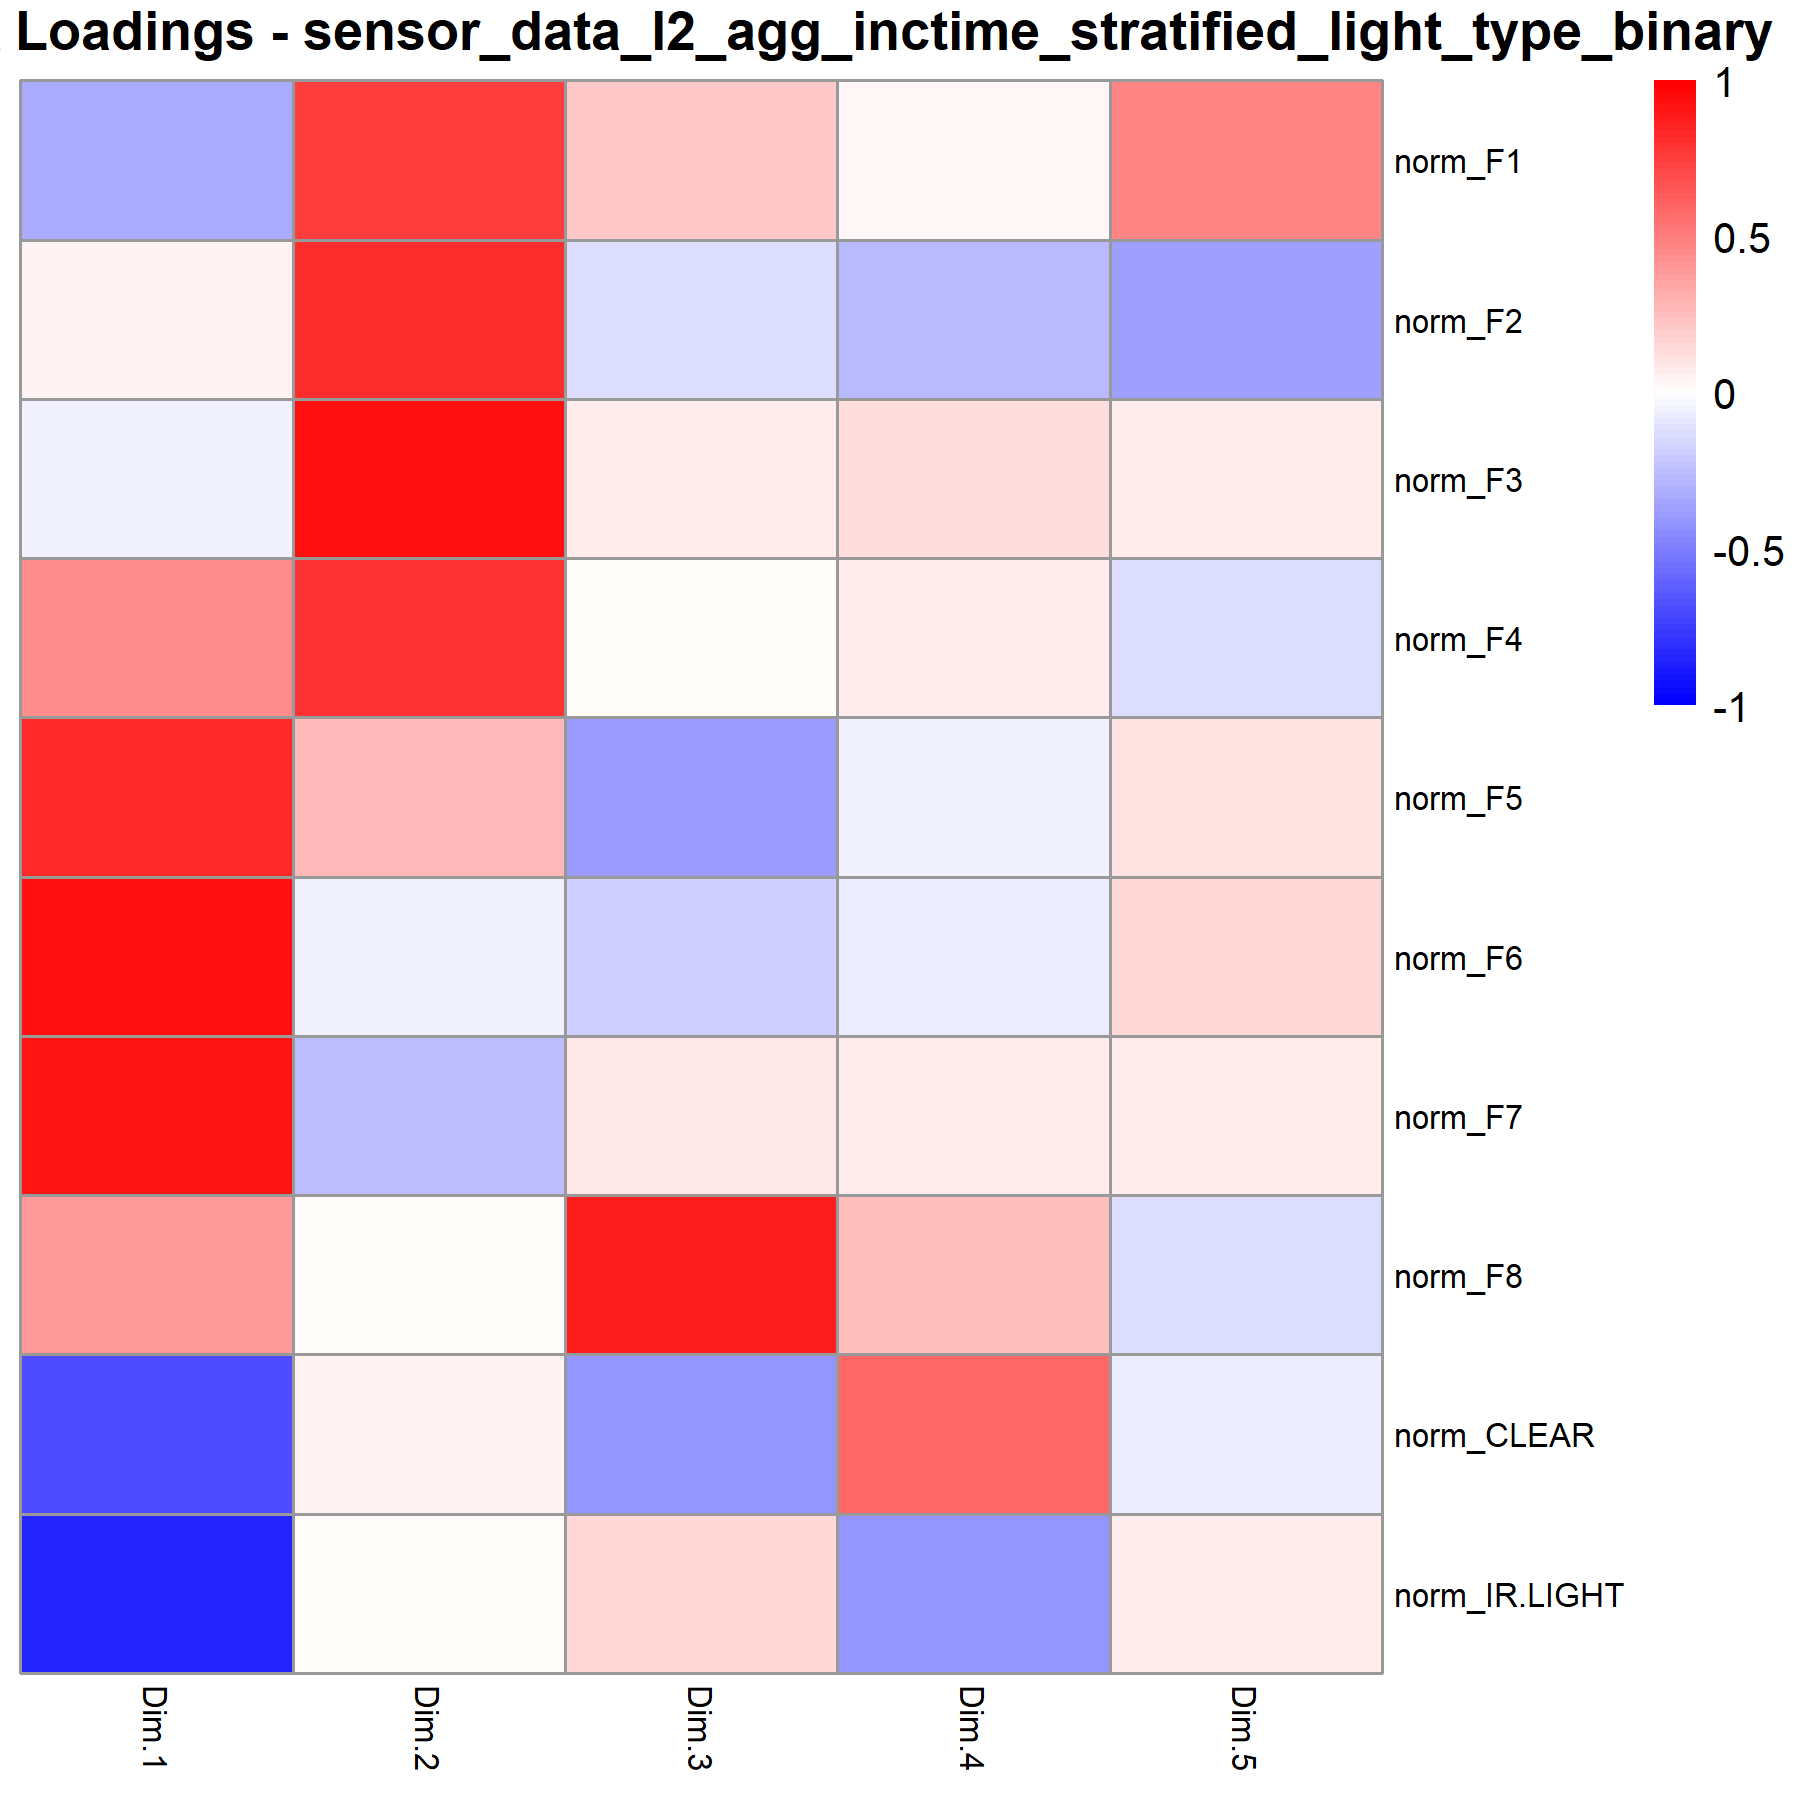 Loadings - sensor_data_l2_agg_inctime_stratified_light_type_binary
1
norm_F1
0.5
norm_F2
0
norm_F3
-0.5
norm_F4
-1
norm_F5
norm_F6
norm_F7
norm_F8
norm_CLEAR
norm_IR.LIGHT
Dim.1
Dim.2
Dim.3
Dim.4
Dim.5